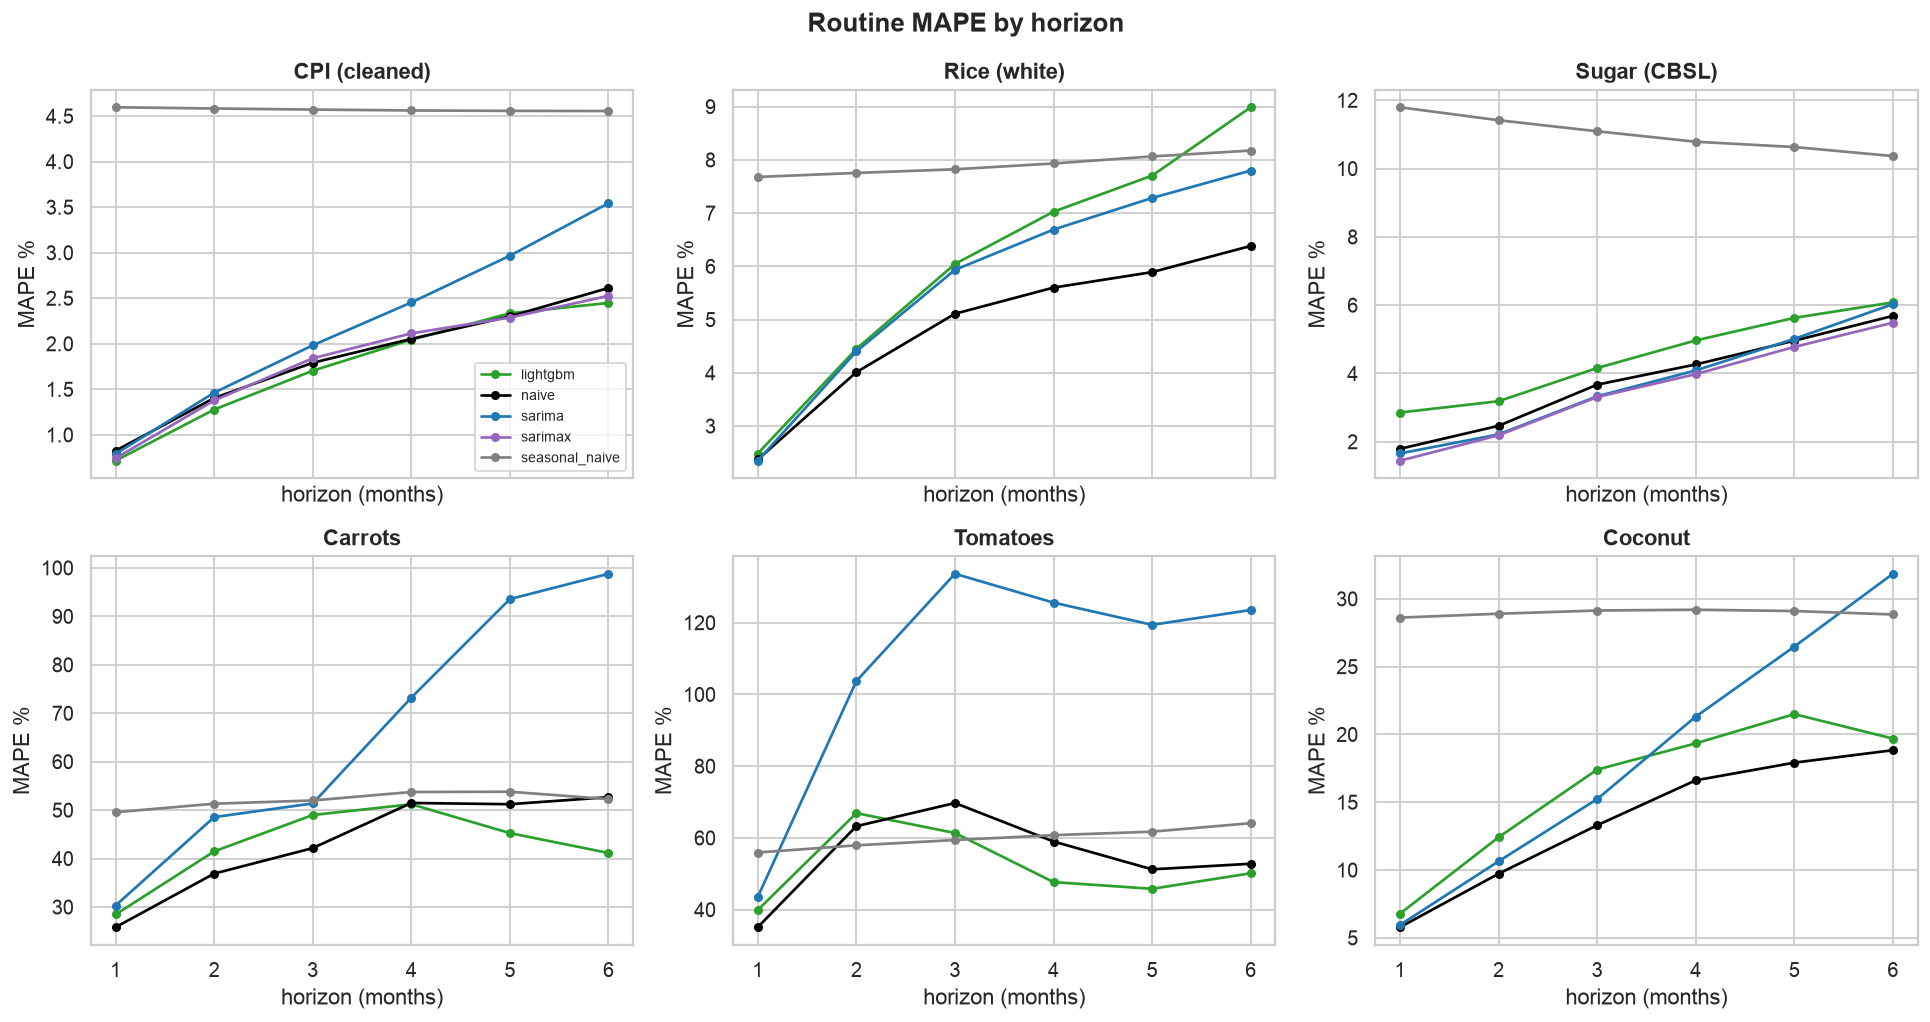 Routine MAPE by horizon
CPI (cleaned)
MAPE %
4.5
4.0
3.5
3.0
2.5
2.0
1.5
1.0
lightgbm
naive
sarima
sarimax
seasonal_naive
horizon (months)
Rice (white)
MAPE %
9
8
7
6
5
4
3
horizon (months)
Sugar (CBSL)
MAPE %
12
10
8
6
4
2
horizon (months)
Carrots
MAPE %
100
90
80
70
60
50
40
30
1 2 3 4 5 6
horizon (months)
Tomatoes
MAPE %
120
100
80
60
40
1 2 3 4 5 6
horizon (months)
Coconut
MAPE %
30
25
20
15
10
5
1 2 3 4 5 6
horizon (months)